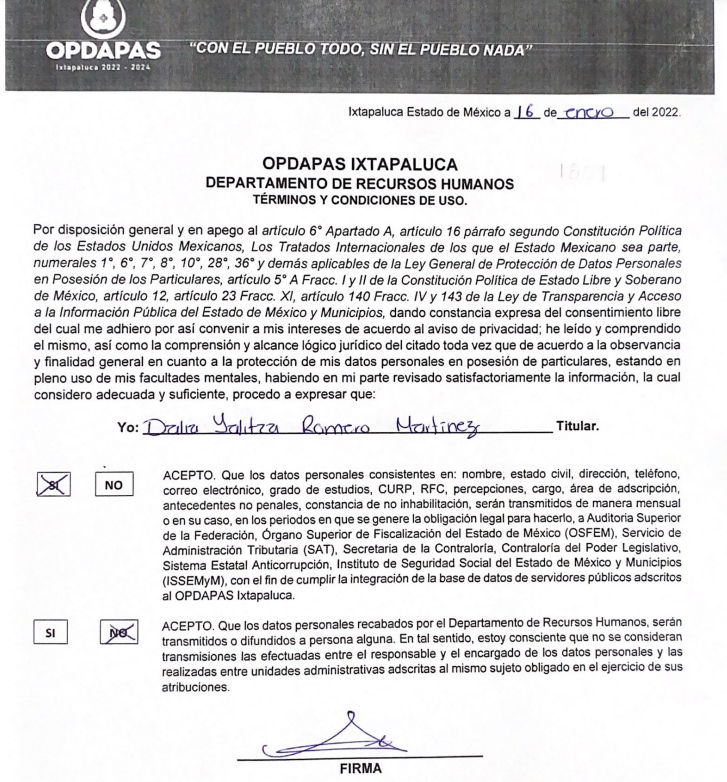 OPDAPAS
Ixtapaluca 2022 - 2024
"CON EL PUEBLO TODO, SIN EL PUEBLO NADA"
Ixtapaluca Estado de México a 16 de enero del 2022.
OPDAPAS IXTAPALUCA
DEPARTAMENTO DE RECURSOS HUMANOS
TÉRMINOS Y CONDICIONES DE USO.
Por disposición general y en apego al artículo 6° Apartado A, artículo 16 párrafo segundo Constitución Política
de los Estados Unidos Mexicanos, Los Tratados Internacionales de los que el Estado Mexicano sea parte,
numerales 1°, 6°, 7°, 8°, 10°, 28°, 36° y demás aplicables de la Ley General de Protección de Datos Personales
en Posesión de los Particulares, artículo 5° A Fracc. I y II de la Constitución Política de Estado Libre y Soberano
de México, artículo 12, artículo 23 Fracc. XI, artículo 140 Fracc. IV y 143 de la Ley de Transparencia y Acceso
a la Información Pública del Estado de México y Municipios, dando constancia expresa del consentimiento libre
del cual me adhiero por así convenir a mis intereses de acuerdo al aviso de privacidad; he leído y comprendido
el mismo, así como la comprensión y alcance lógico jurídico del citado toda vez que de acuerdo a la observancia
y finalidad general en cuanto a la protección de mis datos personales en posesión de particulares, estando en
pleno uso de mis facultades mentales, habiendo en mi parte revisado satisfactoriamente la información, la cual
considero adecuada y suficiente, procedo a expresar que:
Yo: Dalia Yalitza Romero Martinez Titular.
SI NO ACEPTO. Que los datos personales consistentes en: nombre, estado civil, dirección, teléfono,
correo electrónico, grado de estudios, CURP, RFC, percepciones, cargo, área de adscripción,
antecedentes no penales, constancia de no inhabilitación, serán transmitidos de manera mensual
o en su caso, en los periodos en que se genere la obligación legal para hacerlo, a Auditoria Superior
de la Federación, Órgano Superior de Fiscalización del Estado de México (OSFEM), Servicio de
Administración Tributaria (SAT), Secretaria de la Contraloría, Contraloría del Poder Legislativo,
Sistema Estatal Anticorrupción, Instituto de Seguridad Social del Estado de México y Municipios
(ISSEMyM), con el fin de cumplir la integración de la base de datos de servidores públicos adscritos
al OPDAPAS Ixtapaluca.
SI NO ACEPTO. Que los datos personales recabados por el Departamento de Recursos Humanos, serán
transmitidos o difundidos a persona alguna. En tal sentido, estoy consciente que no se consideran
transmisiones las efectuadas entre el responsable y el encargado de los datos personales y las
realizadas entre unidades administrativas adscritas al mismo sujeto obligado en el ejercicio de sus
atribuciones.
FIRMA